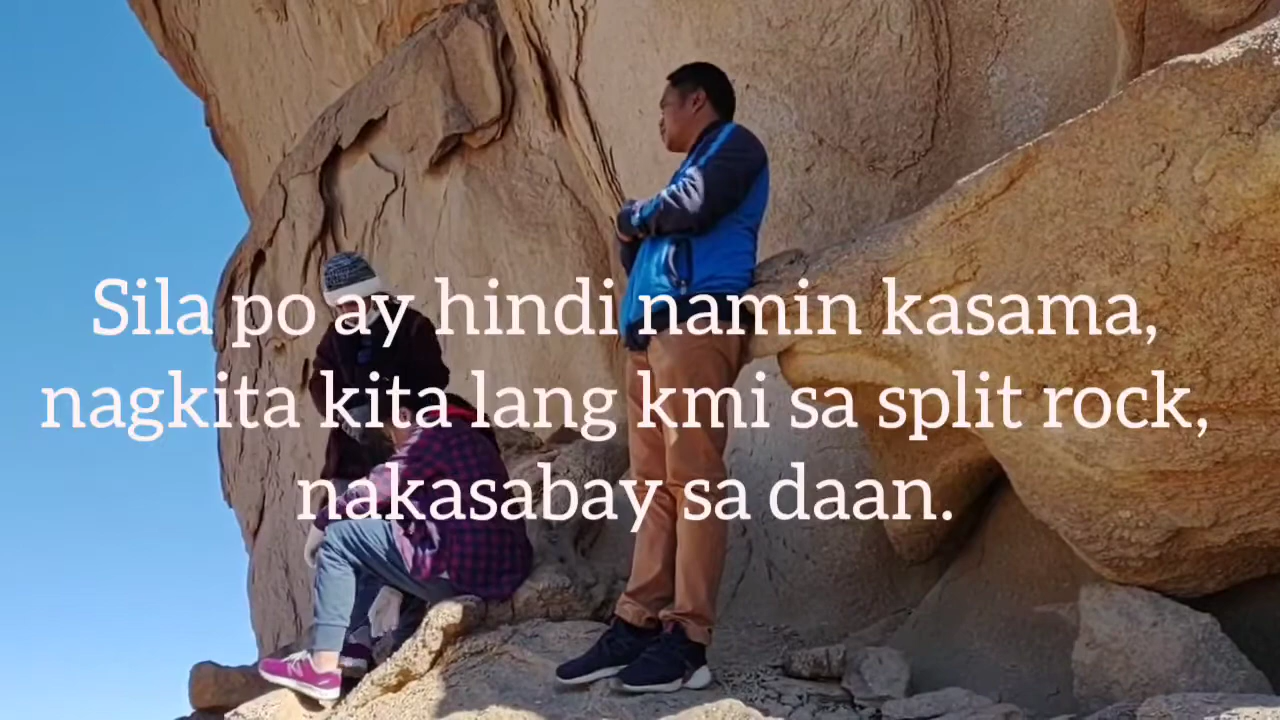 Sila po ay hindi namin kasama,
nagkita kita lang kmi sa split rock,
nakasabay sa daan.